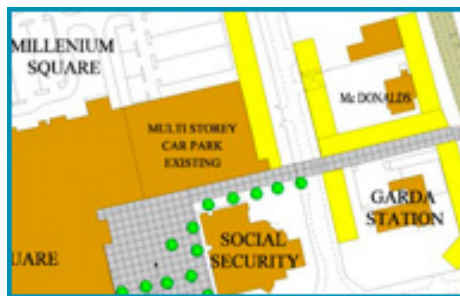 MILLENIUM
SQUARE
MULTI STOREY
CAR PARK
EXISTING
Mc DONALDS
GARDA
STATION
SOCIAL
SECURITY
UARE